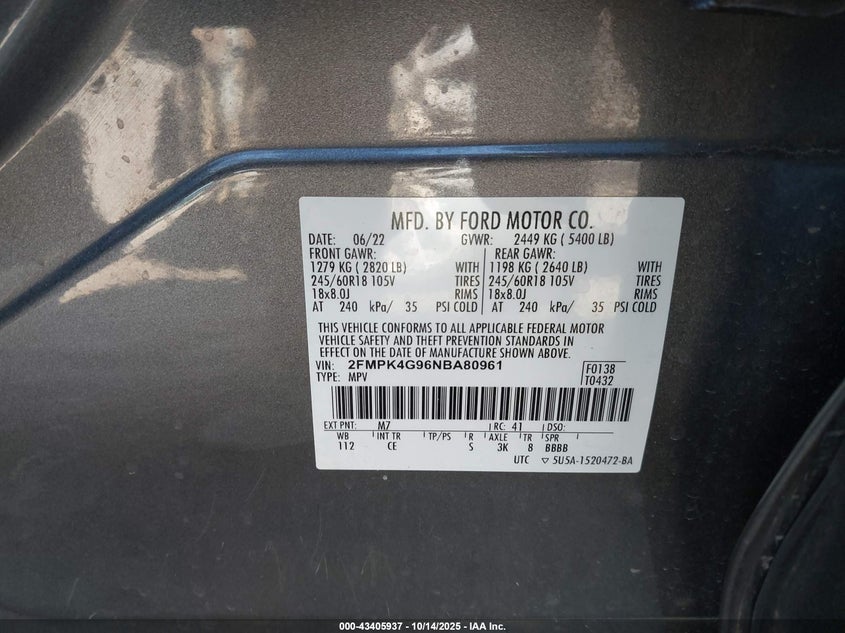 MFD. BY FORD MOTOR CO.
DATE: 06/22 GVWR: 2449 KG ( 5400 LB)
FRONT GAWR: REAR GAWR:
1279 KG ( 2820 LB) WITH 1198 KG ( 2640 LB) WITH
245/60R18 105V TIRES 245/60R18 105V TIRES
18x8.0J RIMS 18x8.0J RIMS
AT 240 kPa/ 35 PSI COLD AT 240 kPa/ 35 PSI COLD
THIS VEHICLE CONFORMS TO ALL APPLICABLE FEDERAL MOTOR
VEHICLE SAFETY AND THEFT PREVENTION STANDARDS IN
EFFECT ON THE DATE OF MANUFACTURE SHOWN ABOVE.
VIN: 2FMPK4G96NBA80961 F0138
TYPE: MPV T0432
EXT PNT: M7 RC: 41 DSO:
WB INT TR TP/PS R AXLE TR SPR
112 CE S 3K 8 BBBB
UTC ▽ 5U5A-1520472-BA
000-43405937 - 10/14/2025 - IAA Inc.